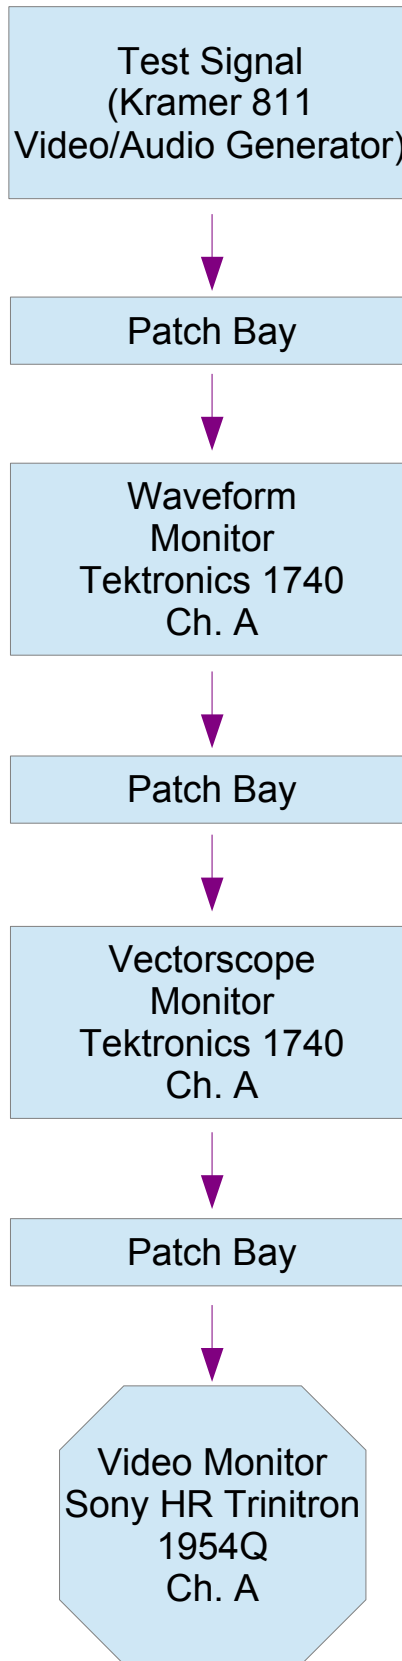 Test Signal
(Kramer 811
Video/Audio Generator)
Patch Bay
Waveform
Monitor
Tektronics 1740
Ch. A
Patch Bay
Vectorscope
Monitor
Tektronics 1740
Ch. A
Patch Bay
Video Monitor
Sony HR Trinitron
1954Q
Ch. A